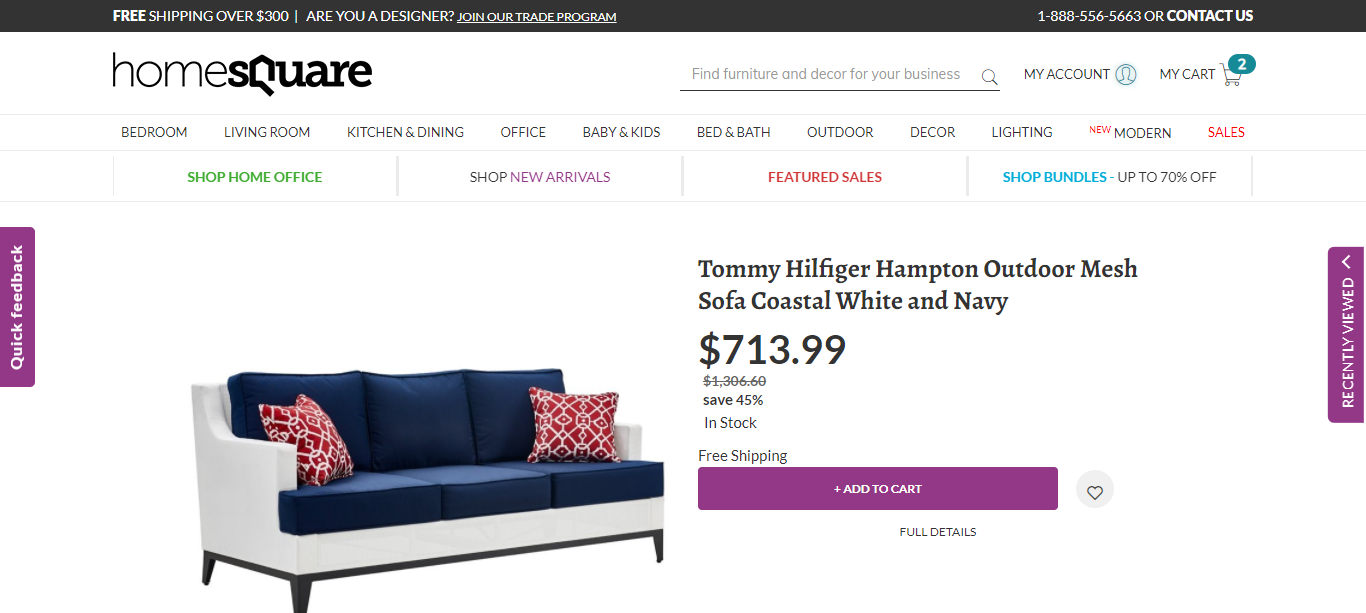 FREE SHIPPING OVER $300 | ARE YOU A DESIGNER? JOIN OUR TRADE PROGRAM
1-888-556-5663 OR CONTACT US
homesquare
Find furniture and decor for your business
MY ACCOUNT
MY CART
2
BEDROOM
LIVING ROOM
KITCHEN & DINING
OFFICE
BABY & KIDS
BED & BATH
OUTDOOR
DECOR
LIGHTING
NEW MODERN
SALES
SHOP HOME OFFICE
SHOP NEW ARRIVALS
FEATURED SALES
SHOP BUNDLES - UP TO 70% OFF
Quick feedback
Tommy Hilfiger Hampton Outdoor Mesh
Sofa Coastal White and Navy
$713.99
$1,306.60
save 45%
In Stock
Free Shipping
+ ADD TO CART
FULL DETAILS
RECENTLY VIEWED